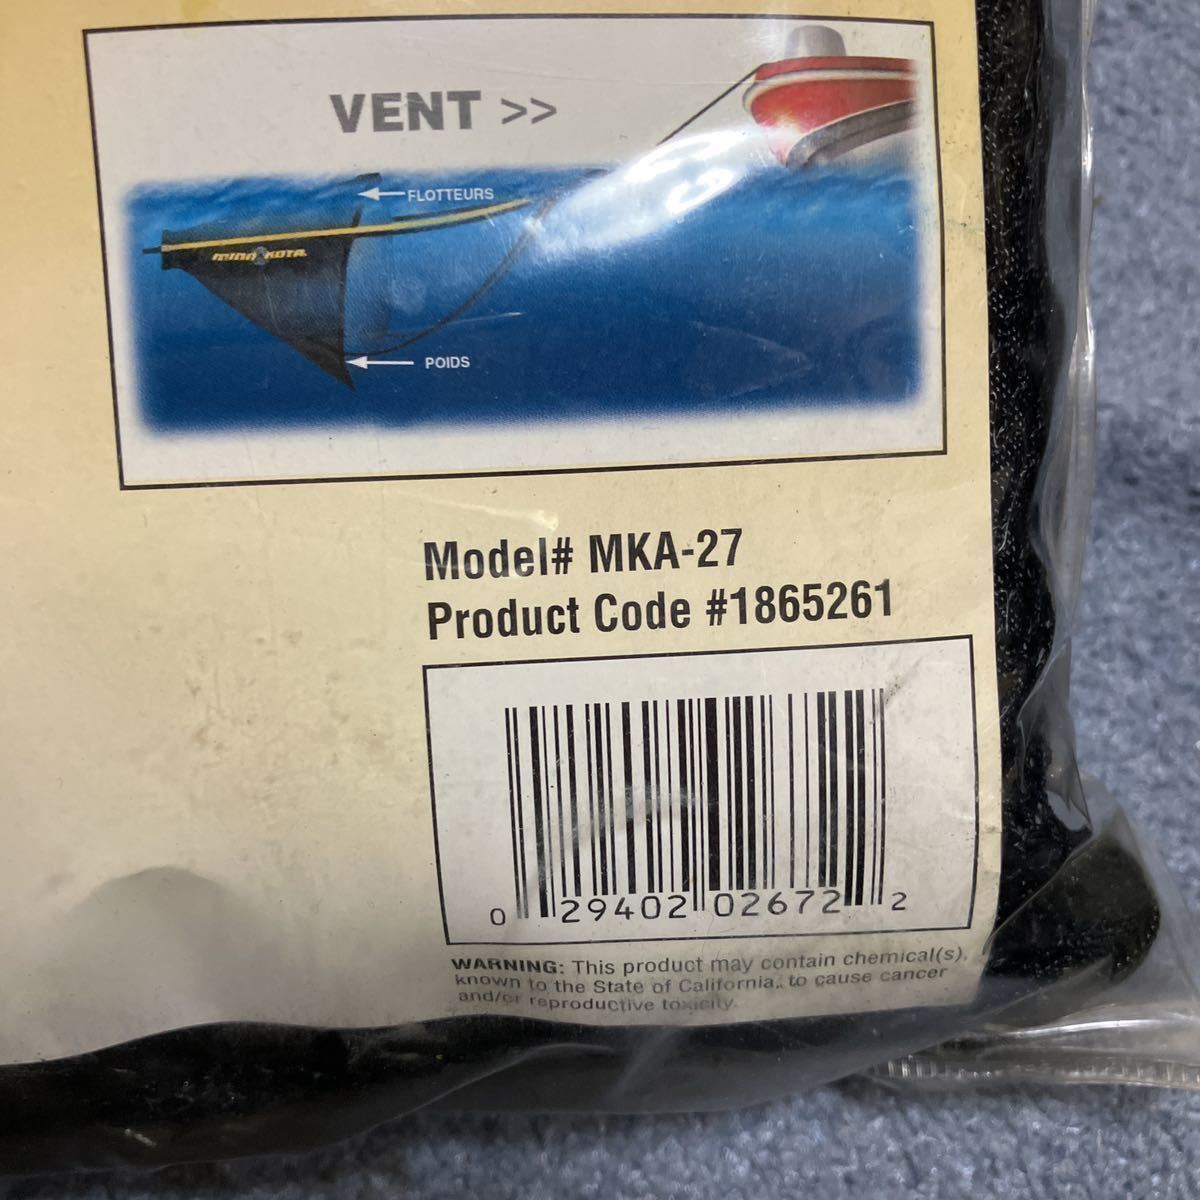 VENT >>
FLOTTEURS
MINN KOTA
POIDS
Model# MKA-27
Product Code #1865261
0 29402 02672 2
WARNING: This product may contain chemical(s),
known to the State of California, to cause cancer
and/or reproductive toxicity.